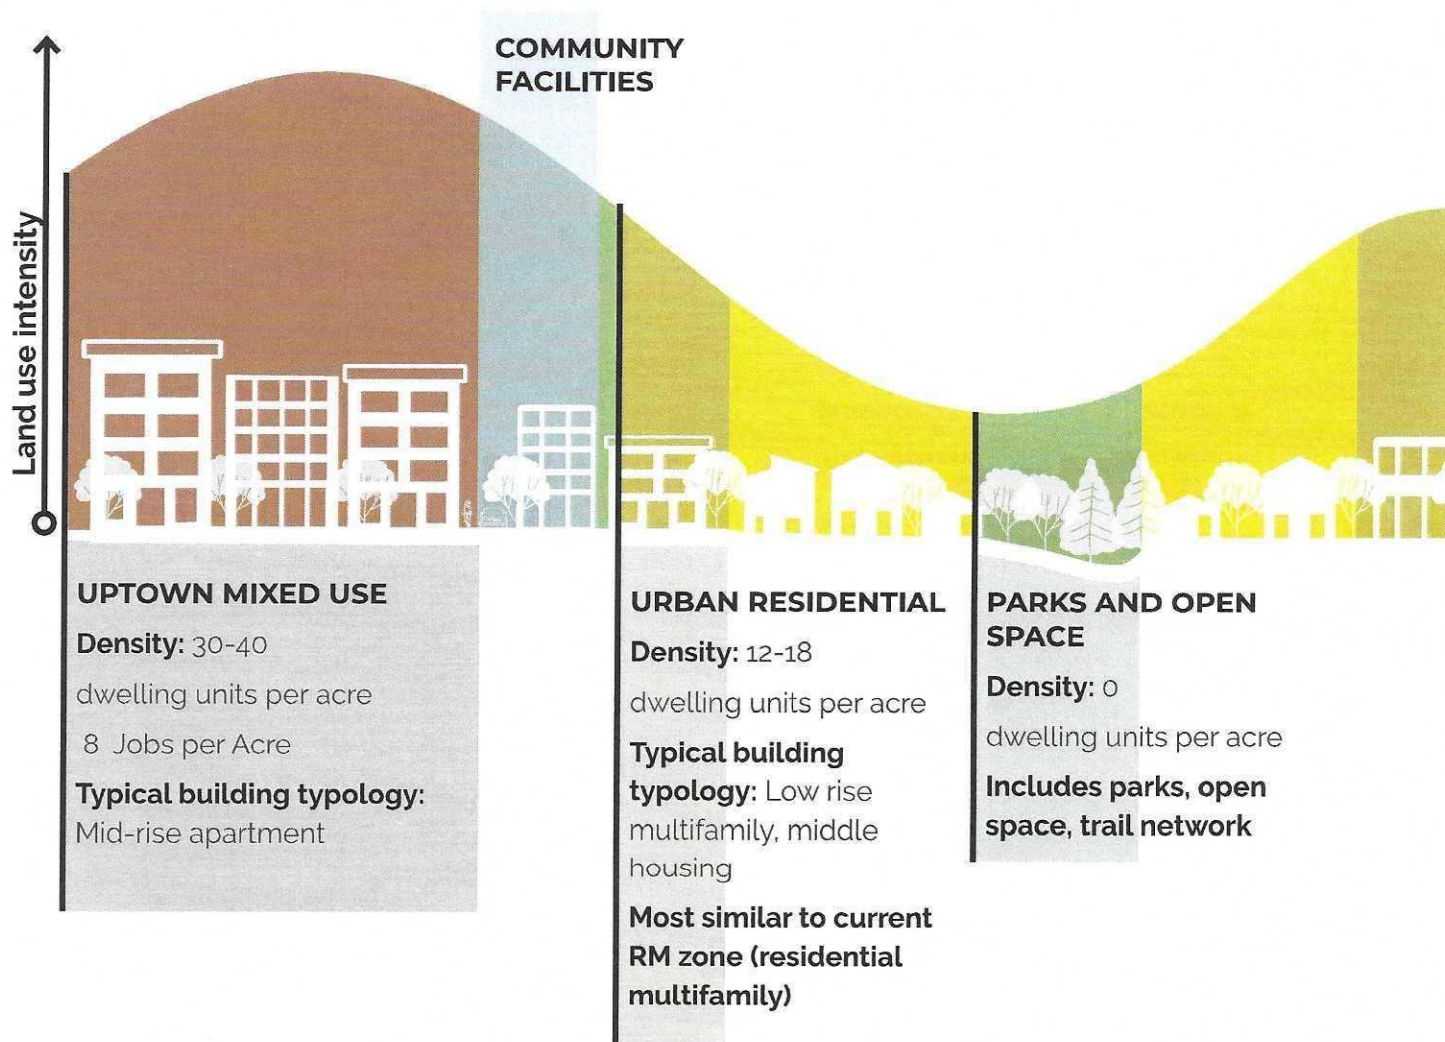 COMMUNITY
FACILITIES
Land use intensity
UPTOWN MIXED USE
Density: 30-40
dwelling units per acre
8 Jobs per Acre
Typical building typology:
Mid-rise apartment
URBAN RESIDENTIAL
Density: 12-18
dwelling units per acre
Typical building
typology: Low rise
multifamily, middle
housing
Most similar to current
RM zone (residential
multifamily)
PARKS AND OPEN
SPACE
Density: 0
dwelling units per acre
Includes parks, open
space, trail network